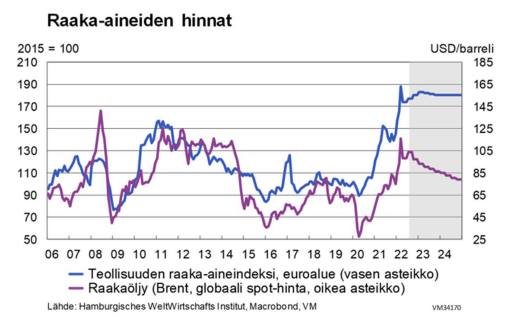 Raaka-aineiden hinnat
2015 = 100 USD/barreli
210 185
190 165
170 145
150 125
130 105
110 85
90 65
70 45
50 25
06 07 08 09 10 11 12 13 14 15 16 17 18 19 20 21 22 23 24
Teollisuuden raaka-aineindeksi, euroalue (vasen asteikko)
Raakaöljy (Brent, globaali spot-hinta, oikea asteikko)
Lähde: Hamburgisches WeltWirtschafts Institut, Macrobond, VM VM34170